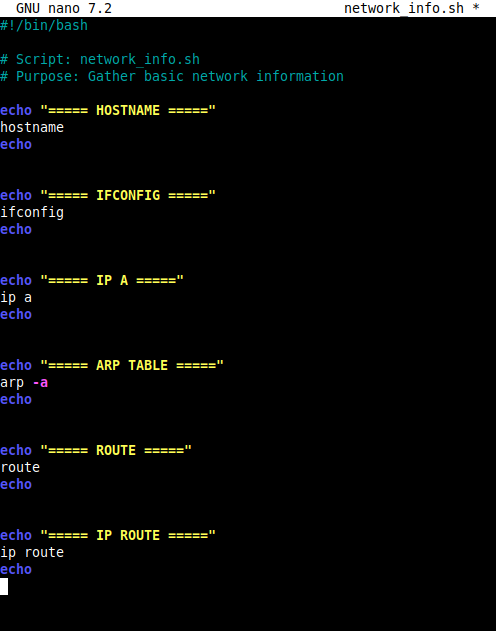 GNU nano 7.2 network_info.sh *
#!/bin/bash
# Script: network_info.sh
# Purpose: Gather basic network information
echo "===== HOSTNAME ====="
hostname
echo
echo "===== IFCONFIG ====="
ifconfig
echo
echo "===== IP A ====="
ip a
echo
echo "===== ARP TABLE ====="
arp -a
echo
echo "===== ROUTE ====="
route
echo
echo "===== IP ROUTE ====="
ip route
echo